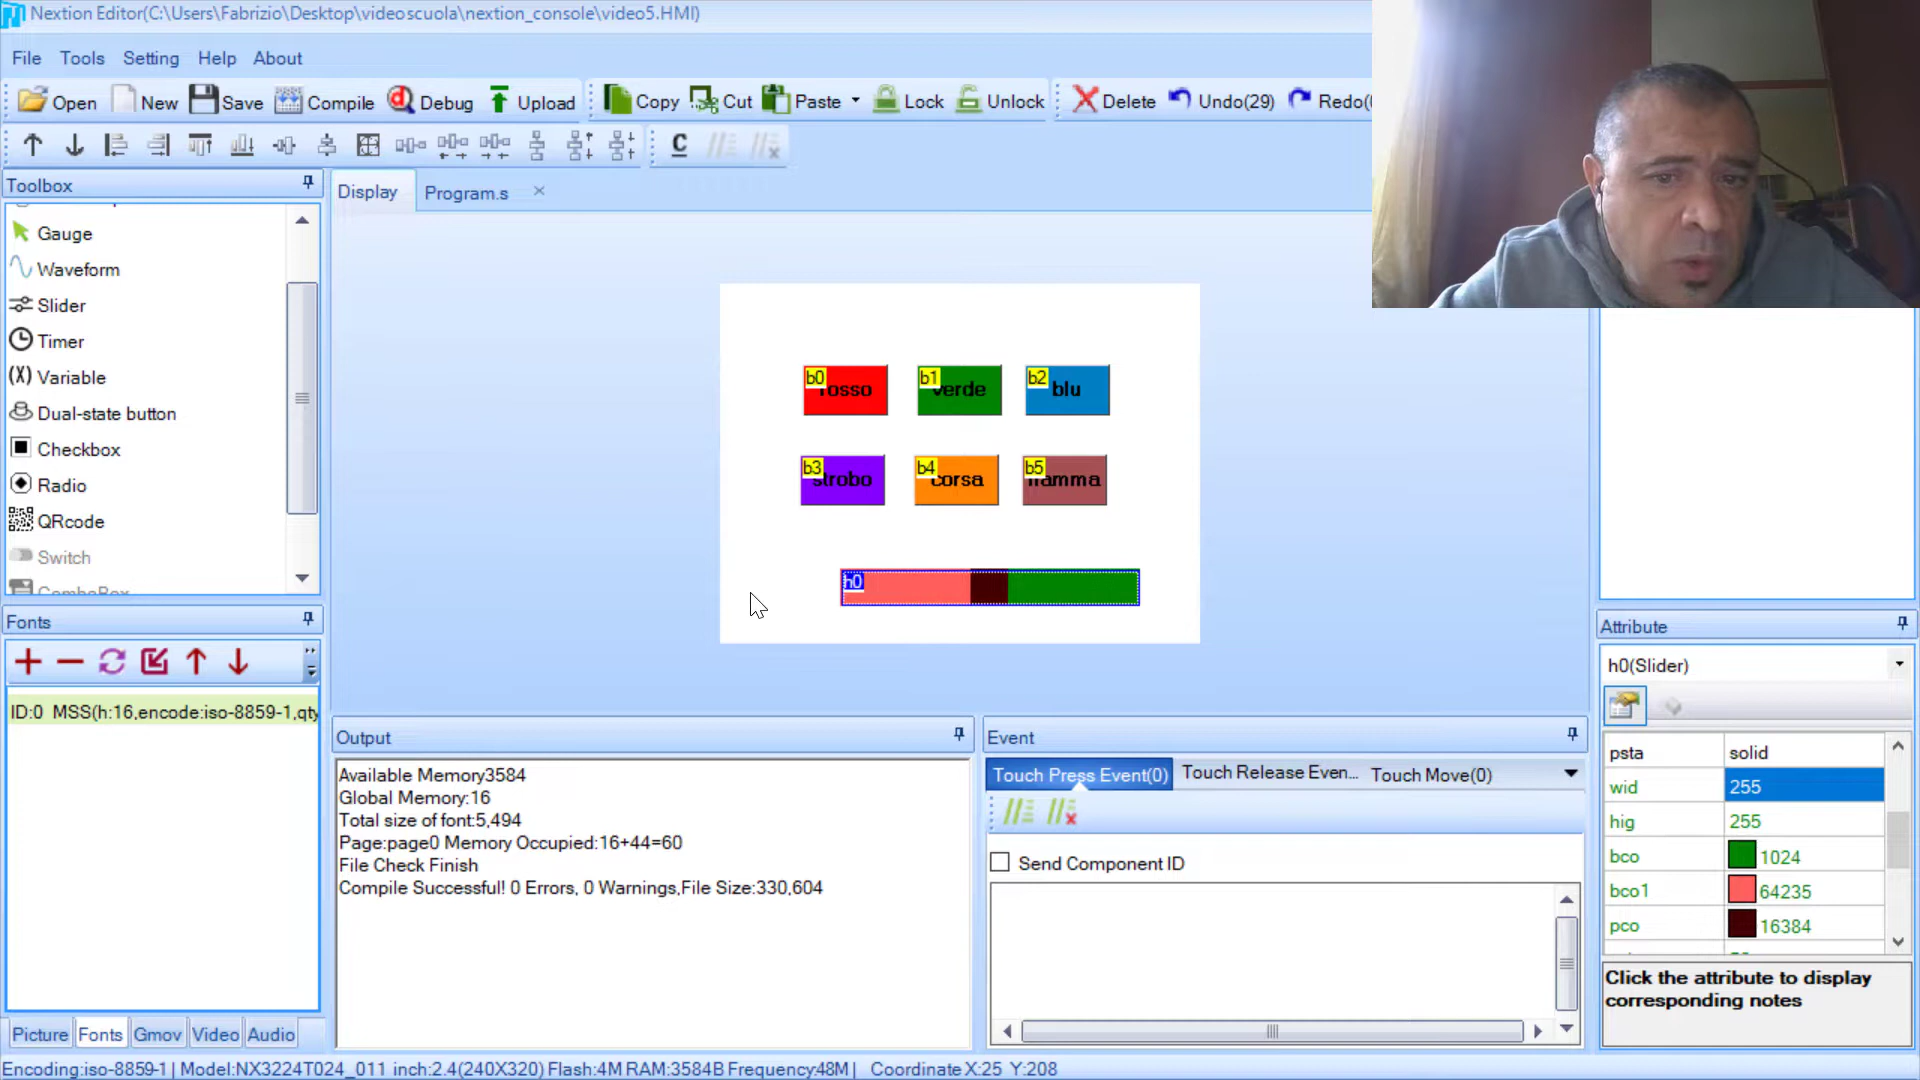 Nextion Editor(C:\Users\Fabrizio\Desktop\videoscuola\nextion_console\video5.HMI)
File Tools Setting Help About
Open New Save Compile Debug Upload Copy Cut Paste Lock Unlock Delete Undo(29) Redo(
Toolbox
Display Program.s
Gauge
Waveform
Slider
Timer
Variable
Dual-state button
Checkbox
Radio
QRcode
Switch
ComboBox
b0 rosso b1 verde b2 blu
b3 strobo b4 corsa b5 fiamma
h0
Fonts
ID:0 MSS(h:16,encode:iso-8859-1,qty
Picture Fonts Gmov Video Audio
Output
Available Memory3584
Global Memory:16
Total size of font:5,494
Page:page0 Memory Occupied:16+44=60
File Check Finish
Compile Successful! 0 Errors, 0 Warnings,File Size:330,604
Event
Touch Press Event(0) Touch Release Even... Touch Move(0)
Send Component ID
Attribute
h0(Slider)
psta solid
wid 255
hig 255
bco 1024
bco1 64235
pco 16384
Click the attribute to display
corresponding notes
Encoding:iso-8859-1 | Model:NX3224T024_011 inch:2.4(240X320) Flash:4M RAM:3584B Frequency:48M | Coordinate X:25 Y:208